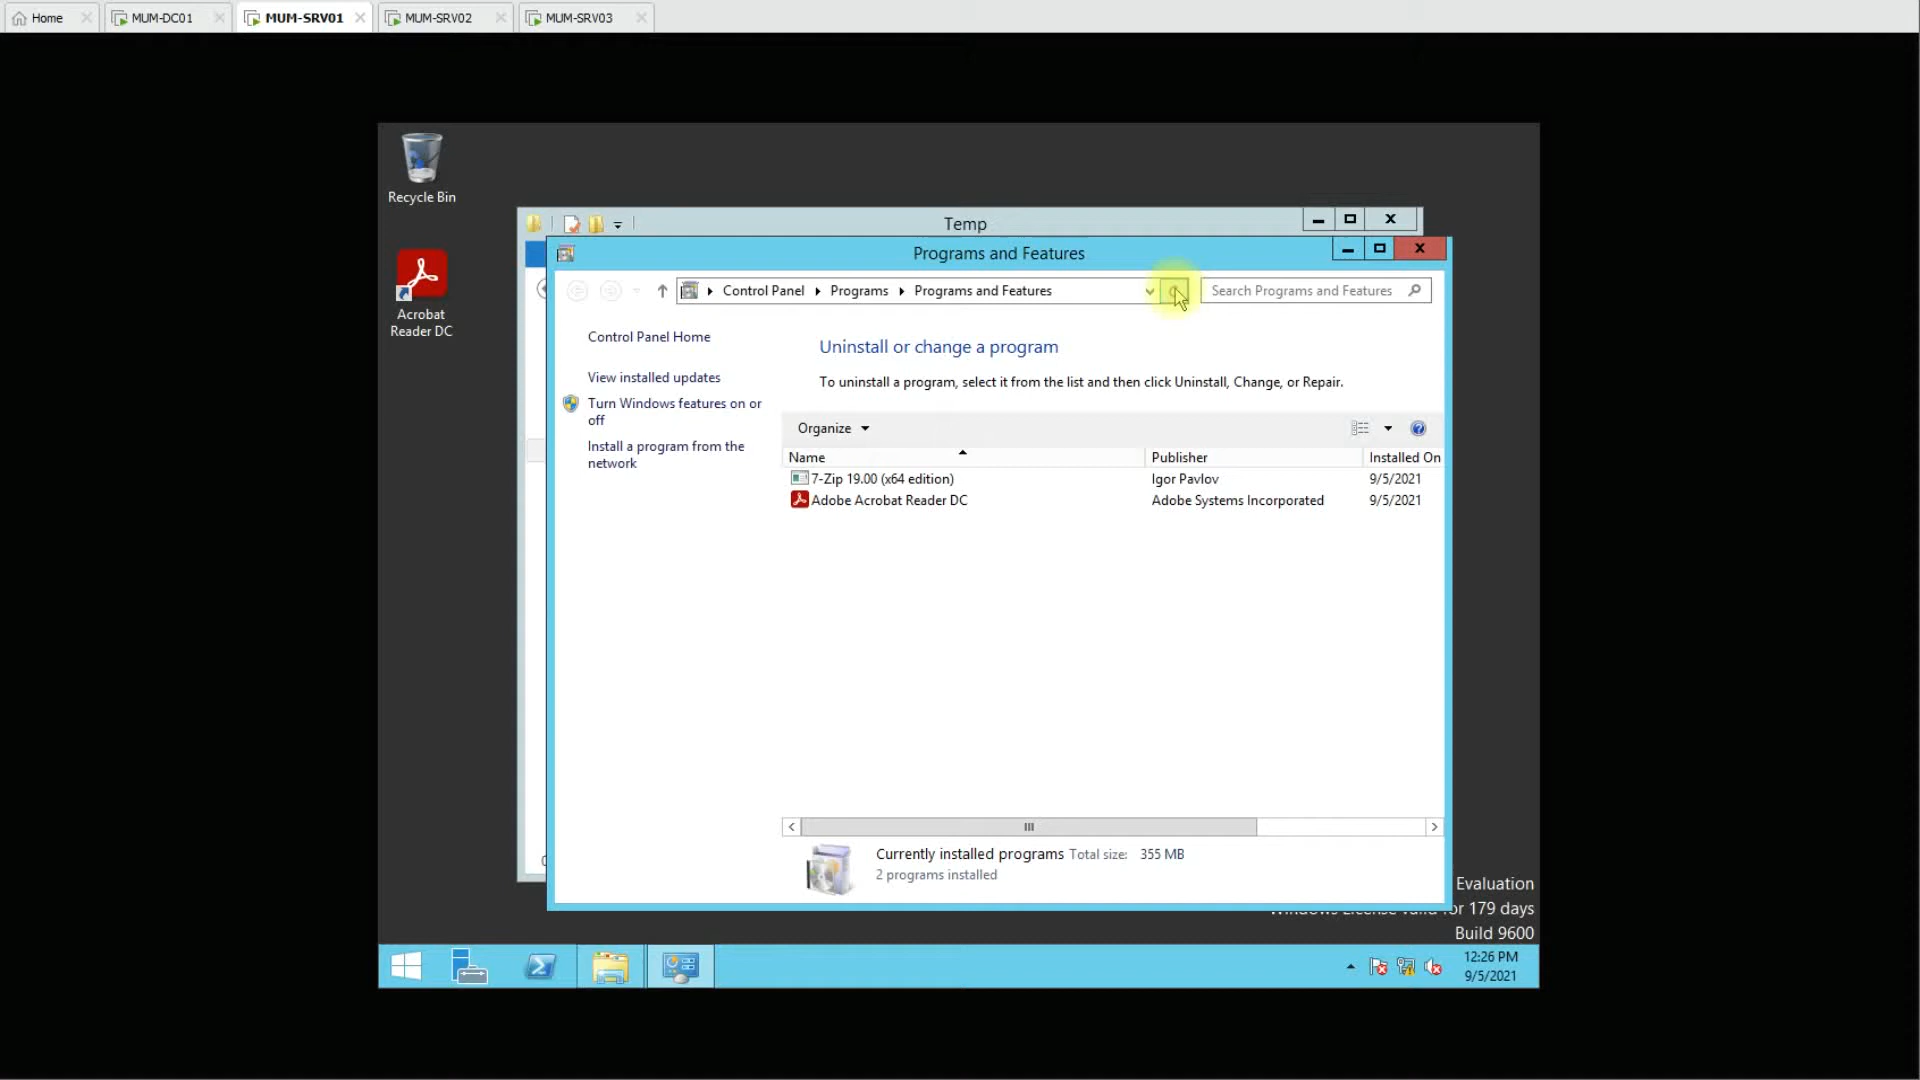 Home
MUM-DC01
MUM-SRV01
MUM-SRV02
MUM-SRV03
Recycle Bin
Acrobat
Reader DC
Temp
Programs and Features
Control Panel
Programs
Programs and Features
Search Programs and Features
Control Panel Home
View installed updates
Turn Windows features on or
off
Install a program from the
network
Uninstall or change a program
To uninstall a program, select it from the list and then click Uninstall, Change, or Repair.
Organize
Name
Publisher
Installed On
7-Zip 19.00 (x64 edition)
Igor Pavlov
9/5/2021
Adobe Acrobat Reader DC
Adobe Systems Incorporated
9/5/2021
Currently installed programs Total size: 355 MB
2 programs installed
Evaluation
for 179 days
Build 9600
12:26 PM
9/5/2021